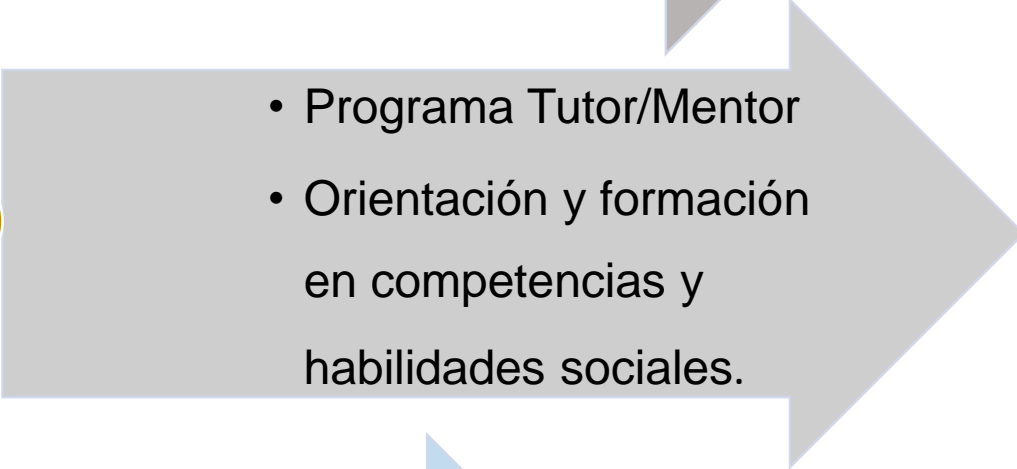 • Programa Tutor/Mentor
• Orientación y formación
en competencias y
habilidades sociales.